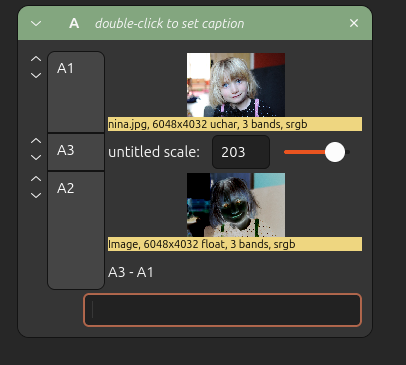 A double-click to set caption
A1
nina.jpg, 6048x4032 uchar, 3 bands, srgb
A3
untitled scale: 203
A2
Image, 6048x4032 float, 3 bands, srgb
A3 - A1